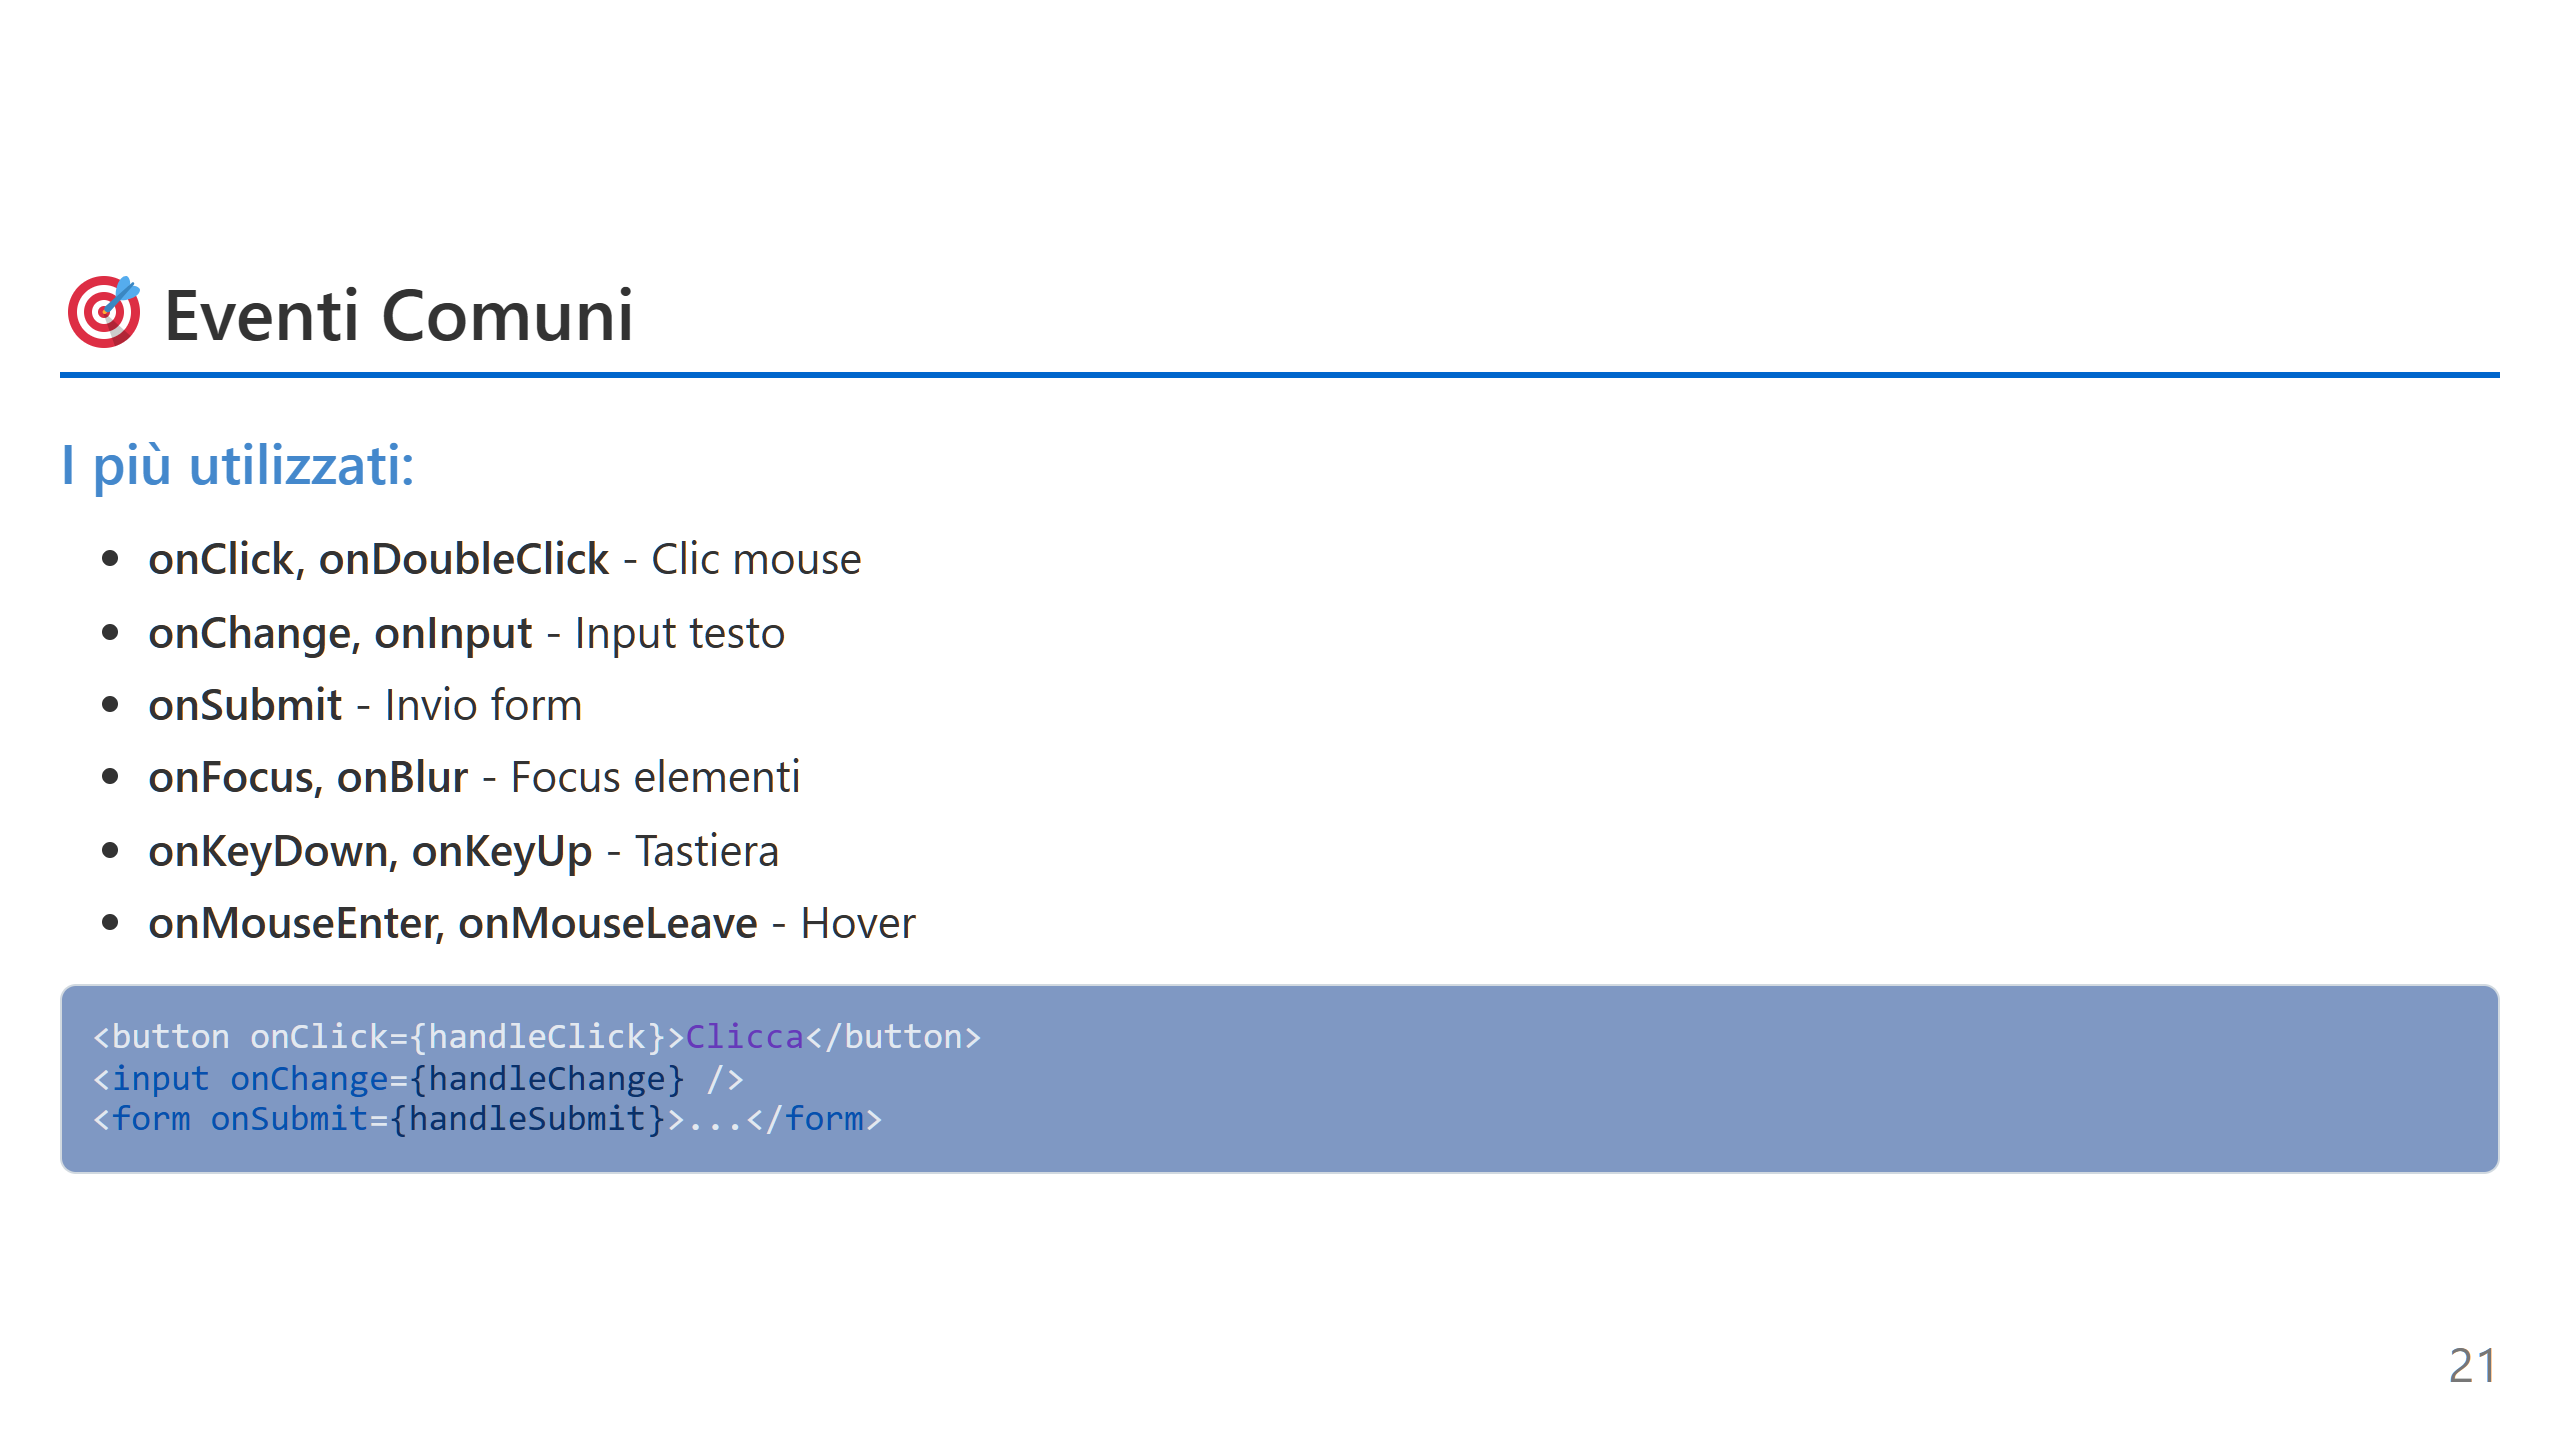 Eventi Comuni
I più utilizzati:
onClick, onDoubleClick - Clic mouse
onChange, onInput - Input testo
onSubmit - Invio form
onFocus, onBlur - Focus elementi
onKeyDown, onKeyUp - Tastiera
onMouseEnter, onMouseLeave - Hover
<button onClick={handleClick}>Clicca</button>
<input onChange={handleChange} />
<form onSubmit={handleSubmit}>...</form>
21